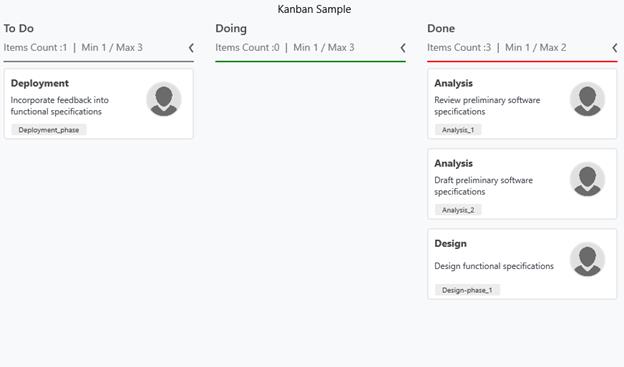 Kanban Sample
To Do
Items Count :1 | Min 1 / Max 3
Deployment
Incorporate feedback into
functional specifications
Deployment_phase
Doing
Items Count :0 | Min 1 / Max 3
Done
Items Count :3 | Min 1 / Max 2
Analysis
Review preliminary software
specifications
Analysis_1
Analysis
Draft preliminary software
specifications
Analysis_2
Design
Design functional specifications
Design-phase_1